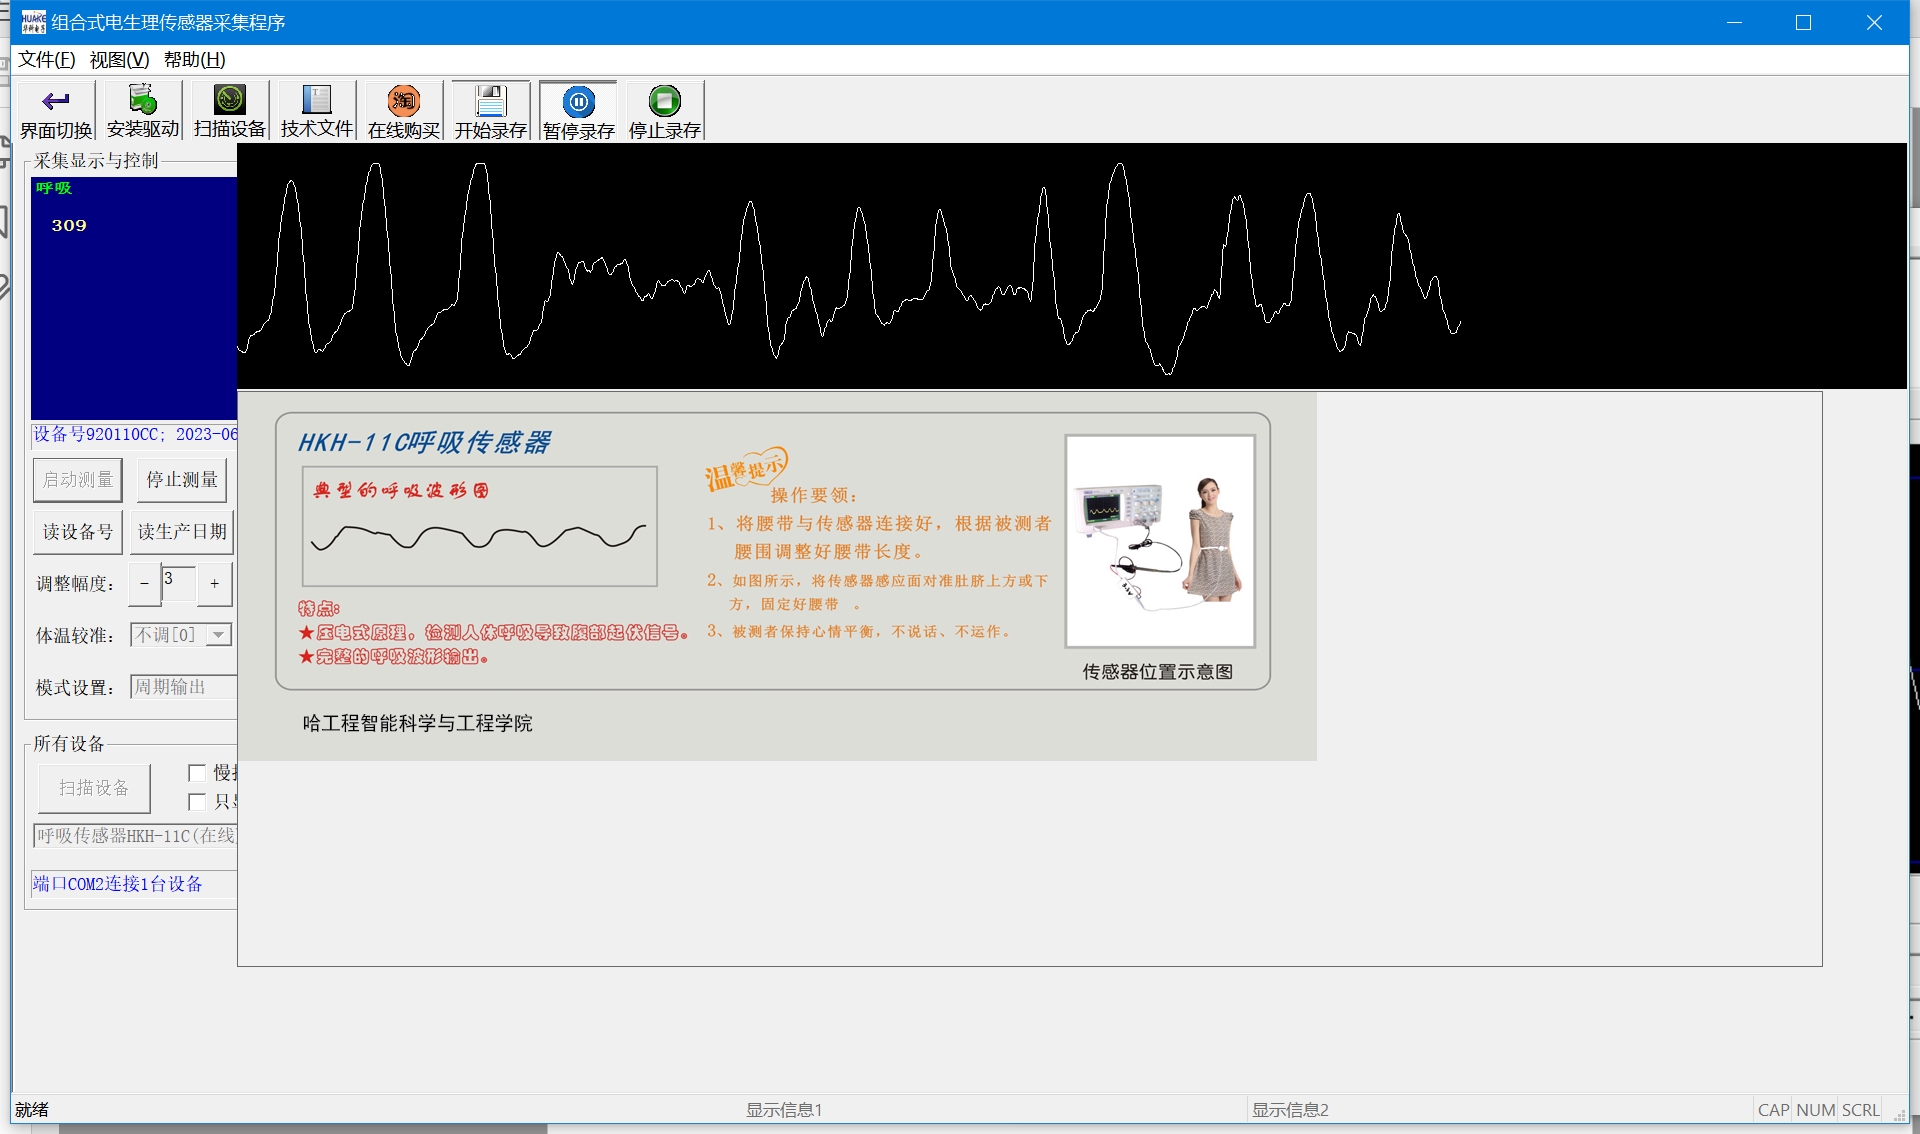 HUAKE
组合式电生理传感器采集程序
文件(F) 视图(V) 帮助(H)
界面切换 安装驱动 扫描设备 技术文件 在线购买 开始录存 暂停录存 停止录存
淘
采集显示与控制
呼吸
309
设备号920110CC; 2023-06
启动测量 停止测量
读设备号 读生产日期
调整幅度: - 3 +
体温较准: 不调[0]
模式设置: 周期输出
所有设备
扫描设备 慢扫
只显
呼吸传感器HKH-11C(在线)
端口COM2连接1台设备
HKH-11C呼吸传感器
典型的呼吸波形图
特点:
★压电式原理，检测人体呼吸导致腹部起伏信号。
★完整的呼吸波形输出。
温馨提示
操作要领:
1、将腰带与传感器连接好，根据被测者
腰围调整好腰带长度。
2、如图所示，将传感器感应面对准肚脐上方或下
方，固定好腰带 。
3、被测者保持心情平衡，不说话、不运作。
传感器位置示意图
哈工程智能科学与工程学院
就绪 显示信息1 显示信息2 CAP NUM SCRL